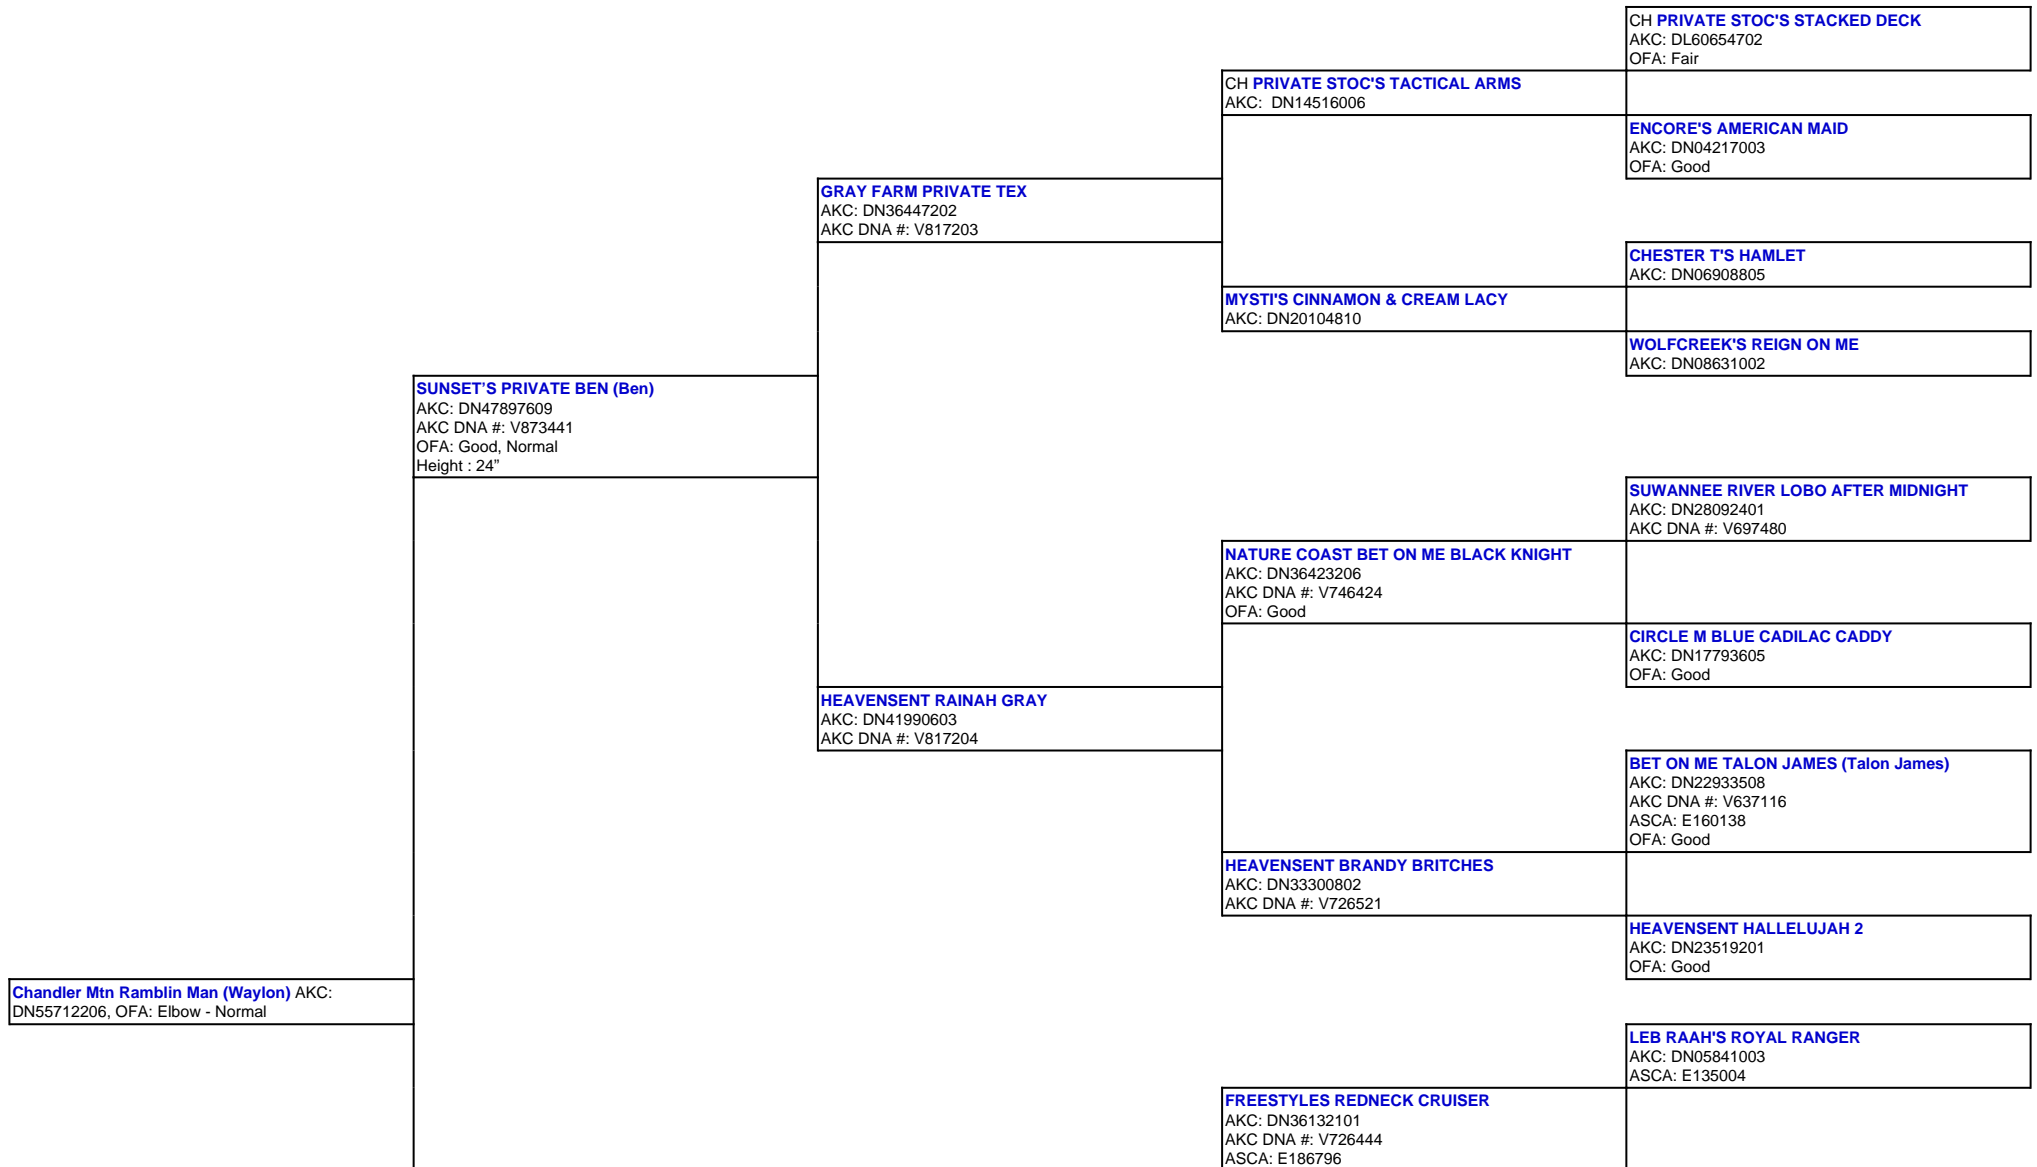 CH PRIVATE STOC'S STACKED DECK
AKC: DL60654702
OFA: Fair
CH PRIVATE STOC'S TACTICAL ARMS
AKC:  DN14516006
ENCORE'S AMERICAN MAID
AKC: DN04217003
OFA: Good
GRAY FARM PRIVATE TEX
AKC: DN36447202
AKC DNA #: V817203
CHESTER T'S HAMLET
AKC: DN06908805
MYSTI'S CINNAMON & CREAM LACY
AKC: DN20104810
WOLFCREEK'S REIGN ON ME
AKC: DN08631002
SUNSET’S PRIVATE BEN (Ben)
AKC: DN47897609
AKC DNA #: V873441
OFA: Good, Normal
Height : 24”
SUWANNEE RIVER LOBO AFTER MIDNIGHT
AKC: DN28092401
AKC DNA #: V697480
NATURE COAST BET ON ME BLACK KNIGHT
AKC: DN36423206
AKC DNA #: V746424
OFA: Good
CIRCLE M BLUE CADILAC CADDY
AKC: DN17793605
OFA: Good
HEAVENSENT RAINAH GRAY
AKC: DN41990603
AKC DNA #: V817204
BET ON ME TALON JAMES (Talon James)
AKC: DN22933508
AKC DNA #: V637116
ASCA: E160138
OFA: Good
HEAVENSENT BRANDY BRITCHES
AKC: DN33300802
AKC DNA #: V726521
HEAVENSENT HALLELUJAH 2
AKC: DN23519201
OFA: Good
Chandler Mtn Ramblin Man (Waylon) AKC:
DN55712206, OFA: Elbow - Normal
LEB RAAH'S ROYAL RANGER
AKC: DN05841003
ASCA: E135004
FREESTYLES REDNECK CRUISER
AKC: DN36132101
AKC DNA #: V726444
ASCA: E186796